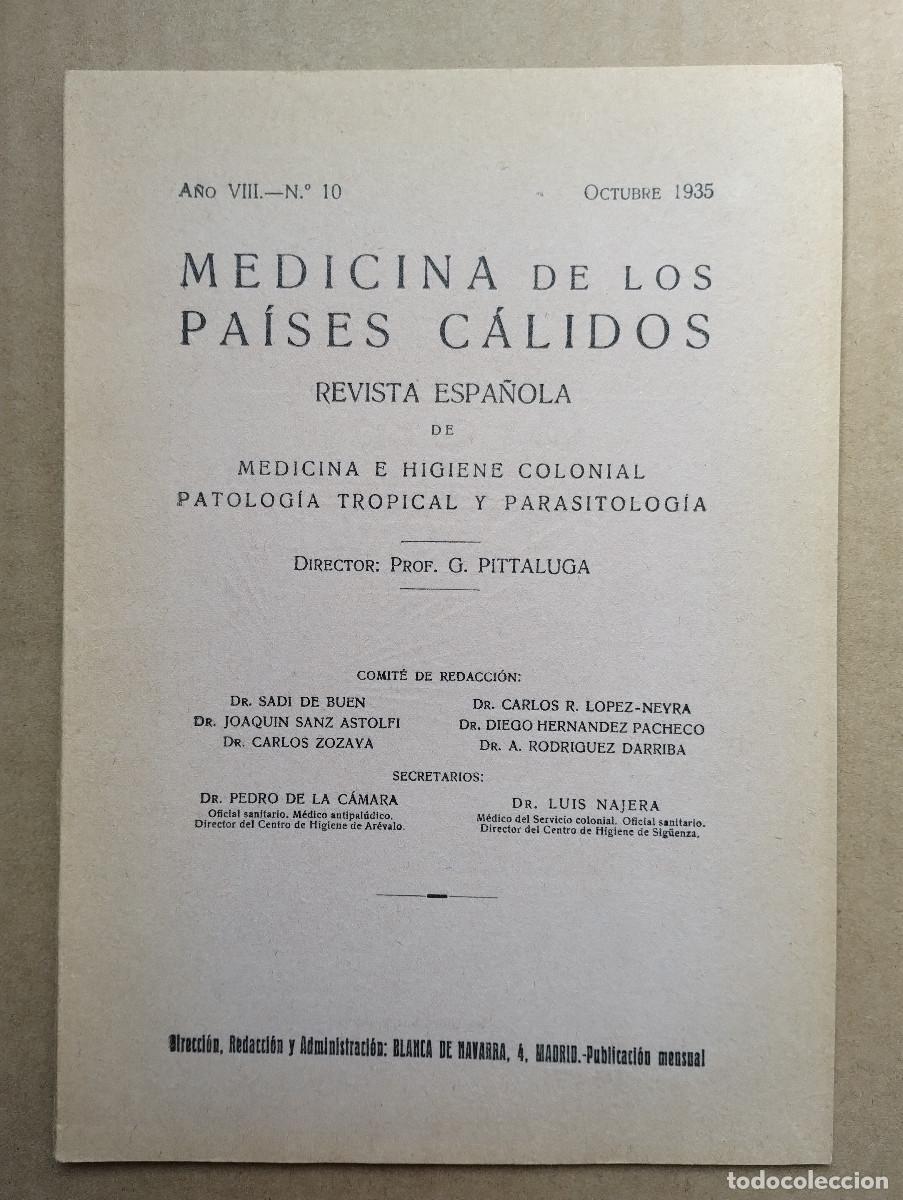 AÑO VIII.—N.º 10 OCTUBRE 1935
MEDICINA DE LOS
PAÍSES CÁLIDOS
REVISTA ESPAÑOLA
DE
MEDICINA E HIGIENE COLONIAL
PATOLOGÍA TROPICAL Y PARASITOLOGÍA
DIRECTOR: PROF. G. PITTALUGA
COMITÉ DE REDACCIÓN:
DR. SADI DE BUEN
DR. JOAQUIN SANZ ASTOLFI
DR. CARLOS ZOZAYA
DR. CARLOS R. LOPEZ-NEYRA
DR. DIEGO HERNANDEZ PACHECO
DR. A. RODRIGUEZ DARRIBA
SECRETARIOS:
DR. PEDRO DE LA CÁMARA
Oficial sanitario. Médico antipalúdico.
Director del Centro de Higiene de Arévalo.
DR. LUIS NAJERA
Médico del Servicio colonial. Oficial sanitario.
Director del Centro de Higiene de Sigüenza.
Dirección, Redacción y Administración: BLANCA DE NAVARRA, 4, MADRID.-Publicación mensual
todocoleccion